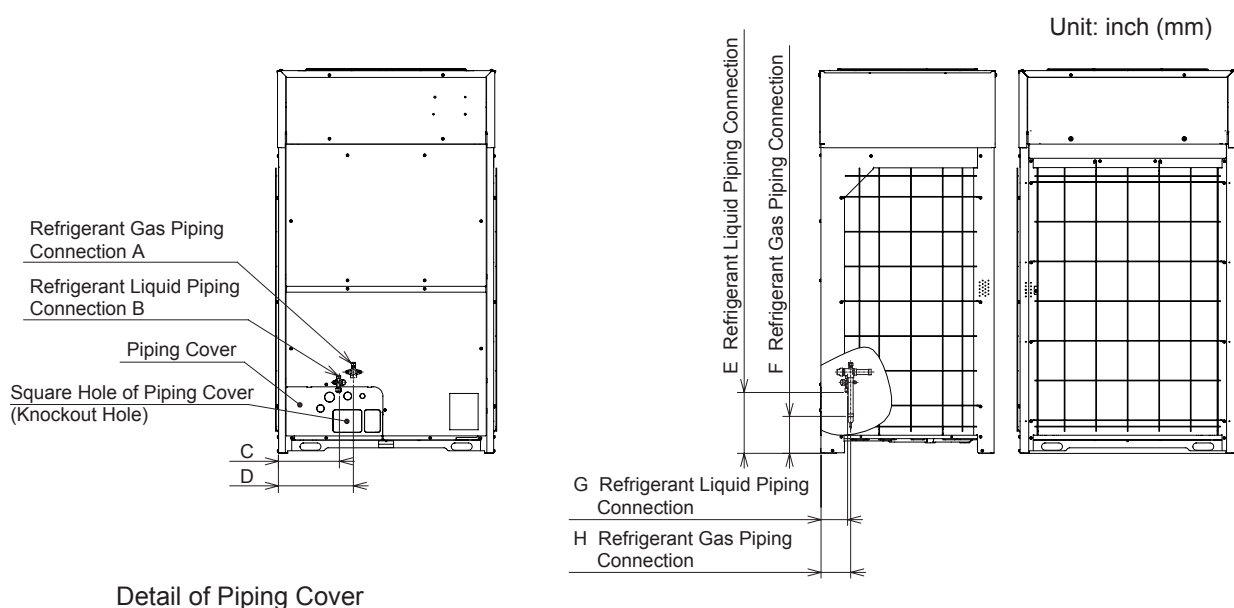 Unit: inch (mm)
Refrigerant Gas Piping
Connection A
Refrigerant Liquid Piping
Connection B
Piping Cover
Square Hole of Piping Cover
(Knockout Hole)
C
D
E Refrigerant Liquid Piping Connection
F Refrigerant Gas Piping Connection
G Refrigerant Liquid Piping
Connection
H Refrigerant Gas Piping
Connection
Detail of Piping Cover